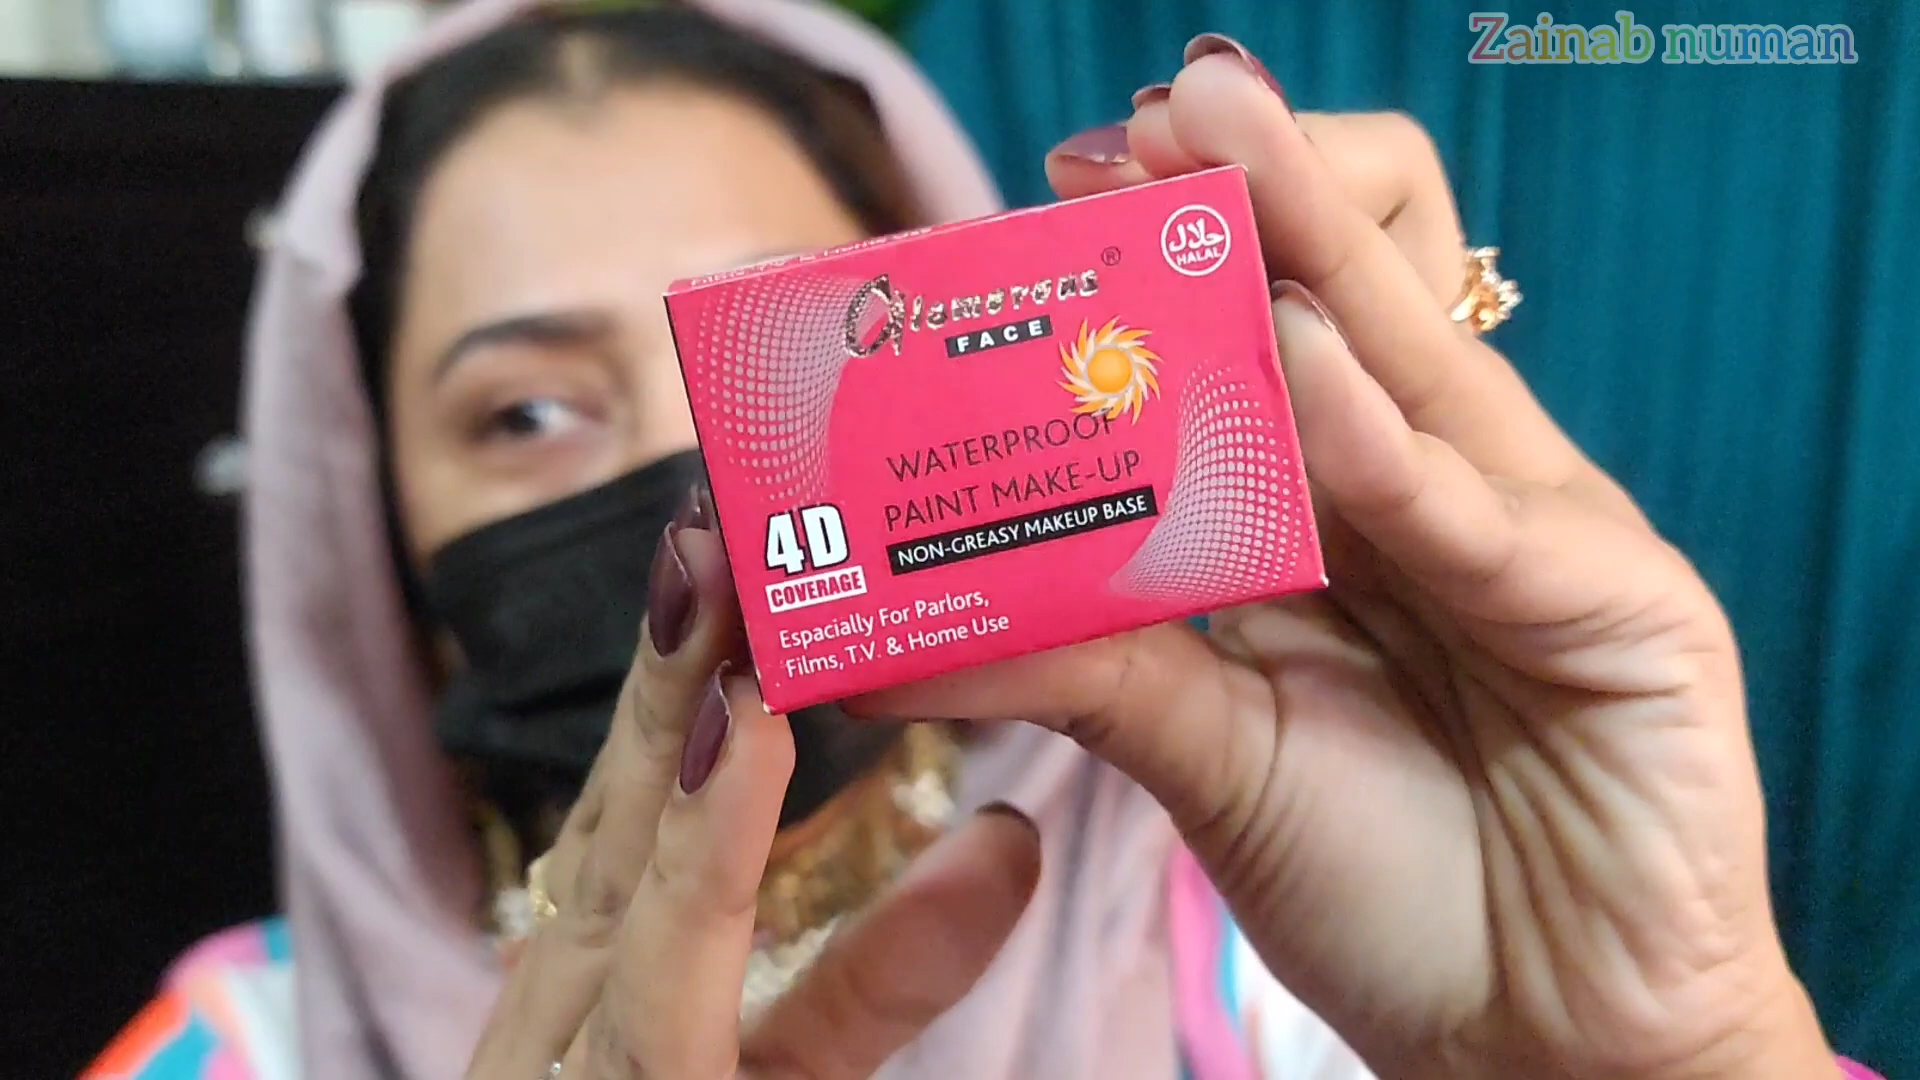 Zainab numan
حلال
HALAL
Glamorous®
FACE
WATERPROOF
PAINT MAKE-UP
NON-GREASY MAKEUP BASE
4D
COVERAGE
Espacially For Parlors,
Films, T.V. & Home Use